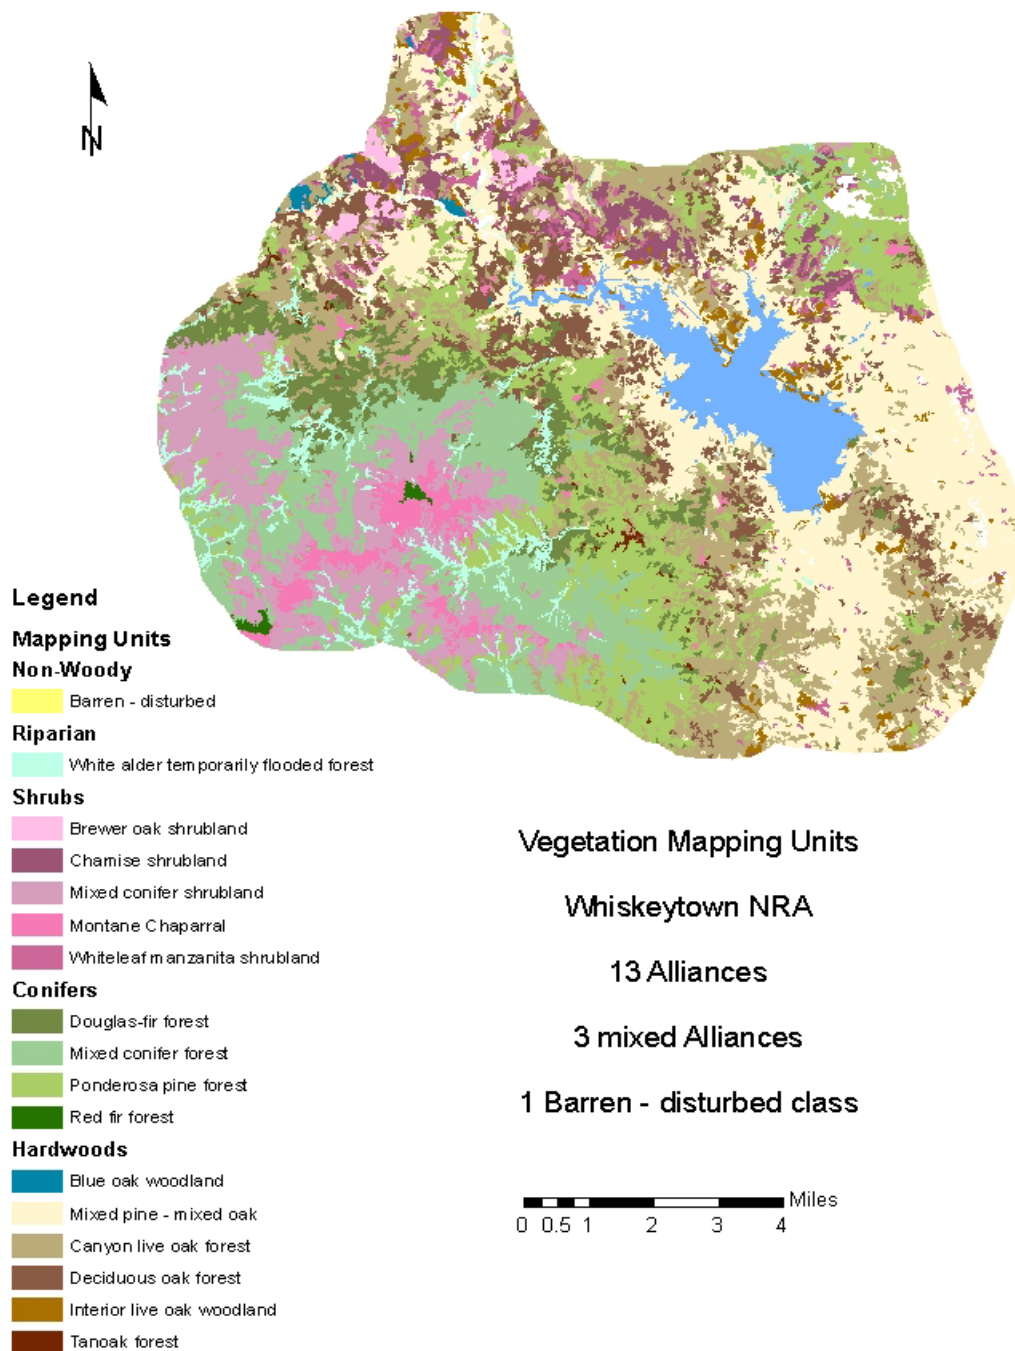 N
Legend
Mapping Units
Non-Woody
Barren - disturbed
Riparian
White alder temporarily flooded forest
Shrubs
Brewer oak shrubland
Chamise shrubland
Mixed conifer shrubland
Montane Chaparral
Whiteleaf manzanita shrubland
Conifers
Douglas-fir forest
Mixed conifer forest
Ponderosa pine forest
Red fir forest
Hardwoods
Blue oak woodland
Mixed pine - mixed oak
Canyon live oak forest
Deciduous oak forest
Interior live oak woodland
Tanoak forest
Vegetation Mapping Units
Whiskeytown NRA
13 Alliances
3 mixed Alliances
1 Barren - disturbed class
Miles
0 0.5 1 2 3 4